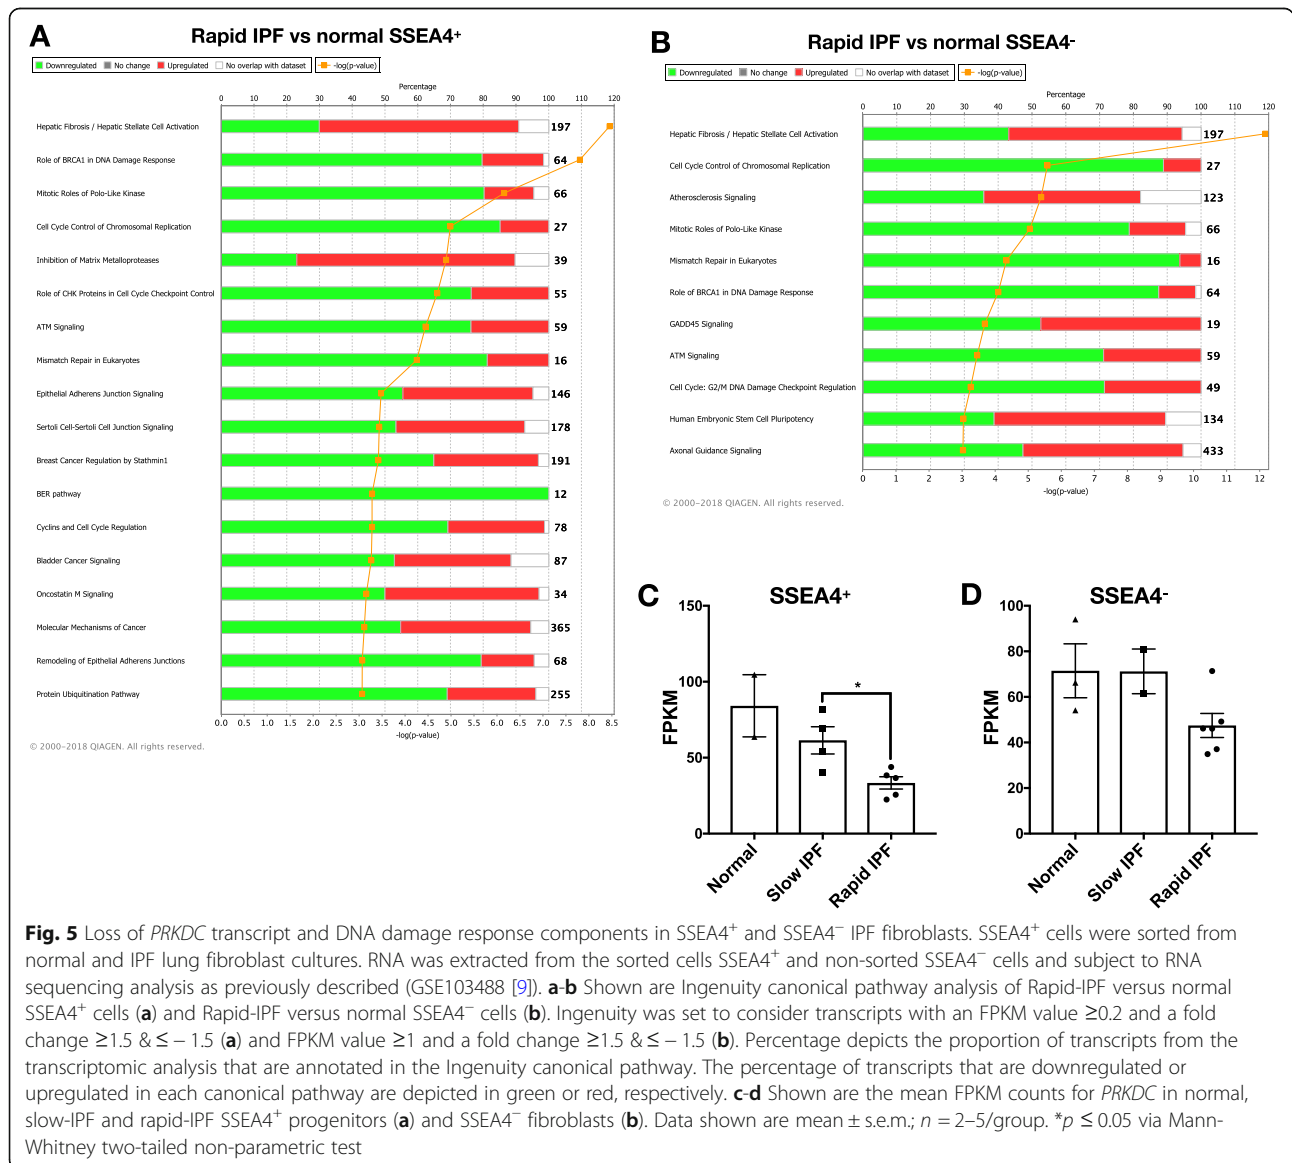 A
Rapid IPF vs normal SSEA4+
Downregulated No change Upregulated No overlap with dataset -log(p-value)
Percentage
0 10 20 30 40 50 60 70 80 90 100 110 120
Hepatic Fibrosis / Hepatic Stellate Cell Activation 197
Role of BRCA1 in DNA Damage Response 64
Mitotic Roles of Polo-Like Kinase 66
Cell Cycle Control of Chromosomal Replication 27
Inhibition of Matrix Metalloproteases 39
Role of CHK Proteins in Cell Cycle Checkpoint Control 55
ATM Signaling 59
Mismatch Repair in Eukaryotes 16
Epithelial Adherens Junction Signaling 146
Sertoli Cell-Sertoli Cell Junction Signaling 178
Breast Cancer Regulation by Stathmin1 191
BER pathway 12
Cyclins and Cell Cycle Regulation 78
Bladder Cancer Signaling 87
Oncostatin M Signaling 34
Molecular Mechanisms of Cancer 365
Remodeling of Epithelial Adherens Junctions 68
Protein Ubiquitination Pathway 255
0.0 0.5 1.0 1.5 2.0 2.5 3.0 3.5 4.0 4.5 5.0 5.5 6.0 6.5 7.0 7.5 8.0 8.5
-log(p-value)
© 2000-2018 QIAGEN. All rights reserved.
B
Rapid IPF vs normal SSEA4-
Downregulated No change Upregulated No overlap with dataset -log(p-value)
Percentage
0 10 20 30 40 50 60 70 80 90 100 110 120
Hepatic Fibrosis / Hepatic Stellate Cell Activation 197
Cell Cycle Control of Chromosomal Replication 27
Atherosclerosis Signaling 123
Mitotic Roles of Polo-Like Kinase 66
Mismatch Repair in Eukaryotes 16
Role of BRCA1 in DNA Damage Response 64
GADD45 Signaling 19
ATM Signaling 59
Cell Cycle: G2/M DNA Damage Checkpoint Regulation 49
Human Embryonic Stem Cell Pluripotency 134
Axonal Guidance Signaling 433
0 1 2 3 4 5 6 7 8 9 10 11 12
-log(p-value)
© 2000-2018 QIAGEN. All rights reserved.
C
SSEA4+
FPKM
150
100
50
0
*
Normal
Slow IPF
Rapid IPF
D
SSEA4-
FPKM
100
80
60
40
20
0
Normal
Slow IPF
Rapid IPF
Fig. 5 Loss of PRKDC transcript and DNA damage response components in SSEA4+ and SSEA4− IPF fibroblasts. SSEA4+ cells were sorted from
normal and IPF lung fibroblast cultures. RNA was extracted from the sorted cells SSEA4+ and non-sorted SSEA4− cells and subject to RNA
sequencing analysis as previously described (GSE103488 [9]). a-b Shown are Ingenuity canonical pathway analysis of Rapid-IPF versus normal
SSEA4+ cells (a) and Rapid-IPF versus normal SSEA4− cells (b). Ingenuity was set to consider transcripts with an FPKM value ≥0.2 and a fold
change ≥1.5 & ≤ − 1.5 (a) and FPKM value ≥1 and a fold change ≥1.5 & ≤ − 1.5 (b). Percentage depicts the proportion of transcripts from the
transcriptomic analysis that are annotated in the Ingenuity canonical pathway. The percentage of transcripts that are downregulated or
upregulated in each canonical pathway are depicted in green or red, respectively. c-d Shown are the mean FPKM counts for PRKDC in normal,
slow-IPF and rapid-IPF SSEA4+ progenitors (a) and SSEA4− fibroblasts (b). Data shown are mean ± s.e.m.; n = 2–5/group. *p ≤ 0.05 via Mann-
Whitney two-tailed non-parametric test